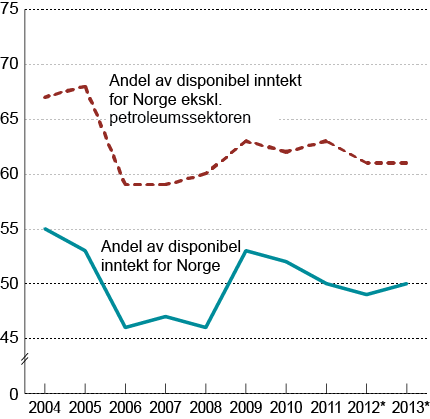 75
70
Andel av disponibel inntekt
for Norge ekskl.
petroleumssektoren
65
60
55
Andel av disponibel
inntekt for Norge
50
45
0
2004 2005 2006 2007 2008 2009 2010 2011 2012* 2013*